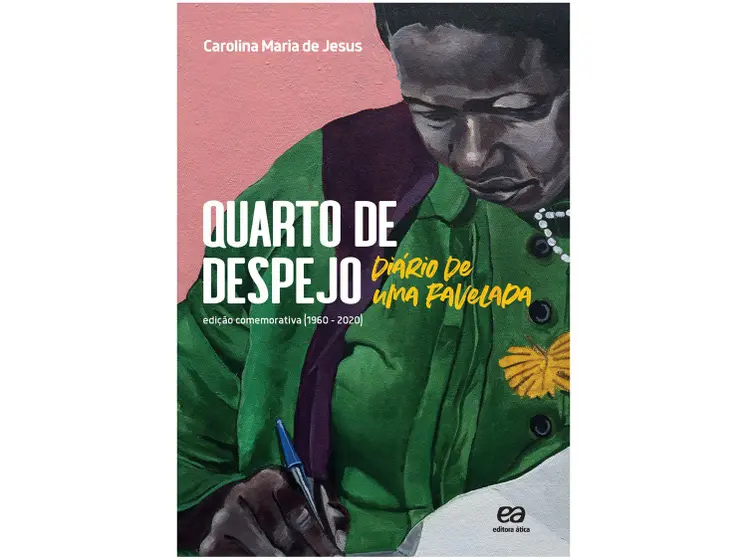 Carolina Maria de Jesus
QUARTO DE
DESPEJO
DiáRio De
uMa FAVeLADA
edição comemorativa (1960 - 2020)
ea
editora ática